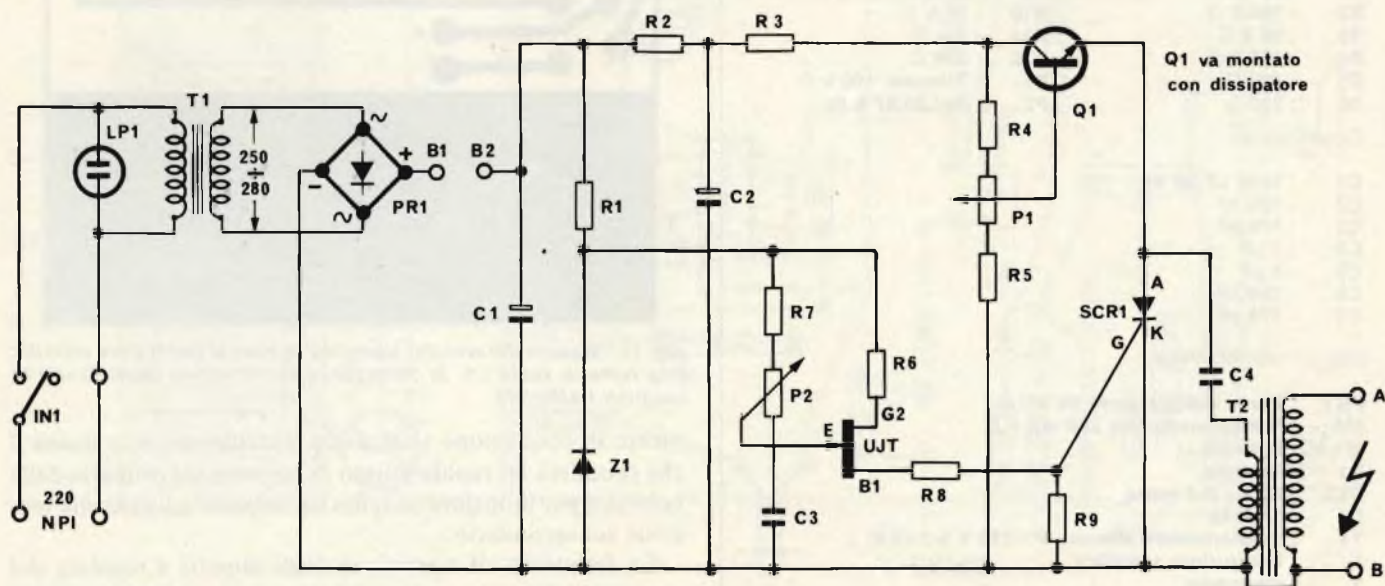 R2
R3
Q1 va montato
con dissipatore
T1
Q1
LP1
R4
250
÷
280
~
+
B1
B2
-
PR1
~
R1
C2
P1
R5
A
SCR1
K
G
C1
R7
R6
C4
P2
G2
T2
A
IN1
E
UJT
Z1
B1
R8
R9
C3
220
NPI
B